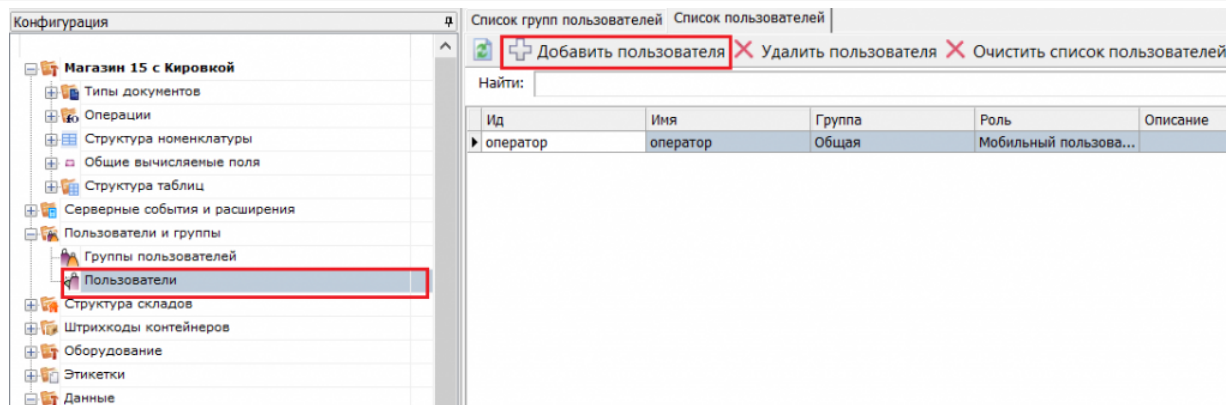 Конфигурация
Магазин 15 с Кировкой
Типы документов
Операции
Структура номенклатуры
Общие вычисляемые поля
Структура таблиц
Серверные события и расширения
Пользователи и группы
Группы пользователей
Пользователи
Структура складов
Штрихкоды контейнеров
Оборудование
Этикетки
Данные
Список групп пользователей Список пользователей
Добавить пользователя Удалить пользователя Очистить список пользователей
Найти:
Ид Имя Группа Роль Описание
оператор оператор Общая Мобильный пользова...